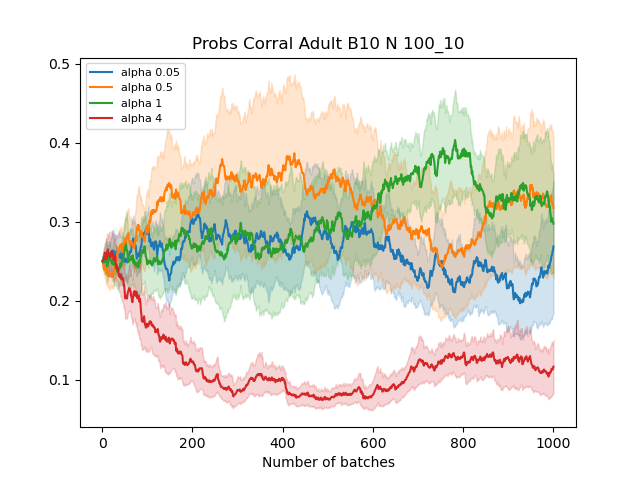 Probs Corral Adult B10 N 100_10
0.5
0.4
0.3
0.2
0.1
alpha 0.05
alpha 0.5
alpha 1
alpha 4
0 200 400 600 800 1000
Number of batches